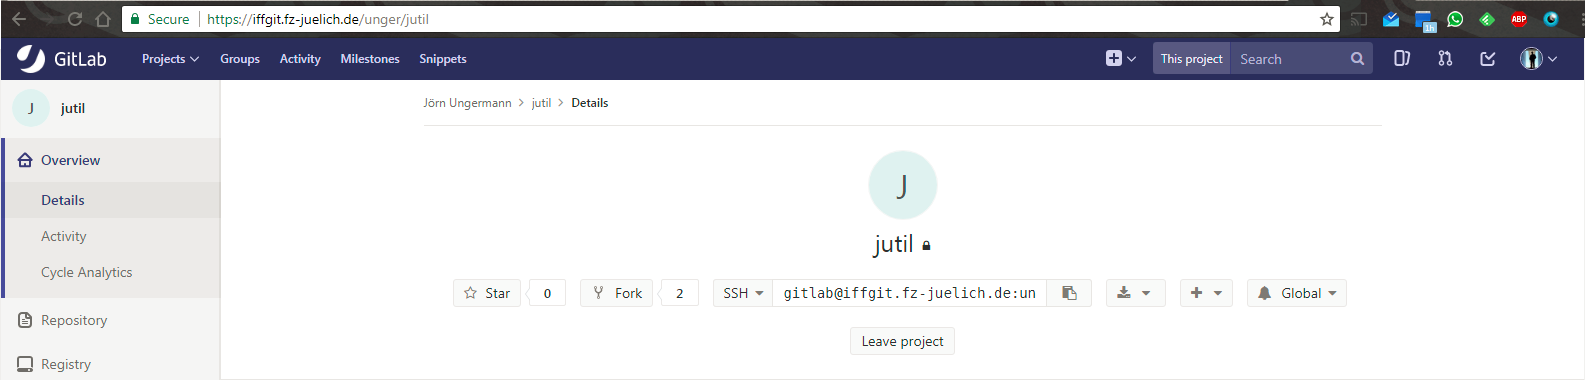 Secure https://iffgit.fz-juelich.de/unger/jutil
1h ABP
GitLab Projects Groups Activity Milestones Snippets This project Search
J jutil
Jörn Ungermann > jutil > Details
Overview
Details
Activity
Cycle Analytics
Repository
Registry
J
jutil
Star 0 Fork 2 SSH gitlab@iffgit.fz-juelich.de:un Global
Leave project